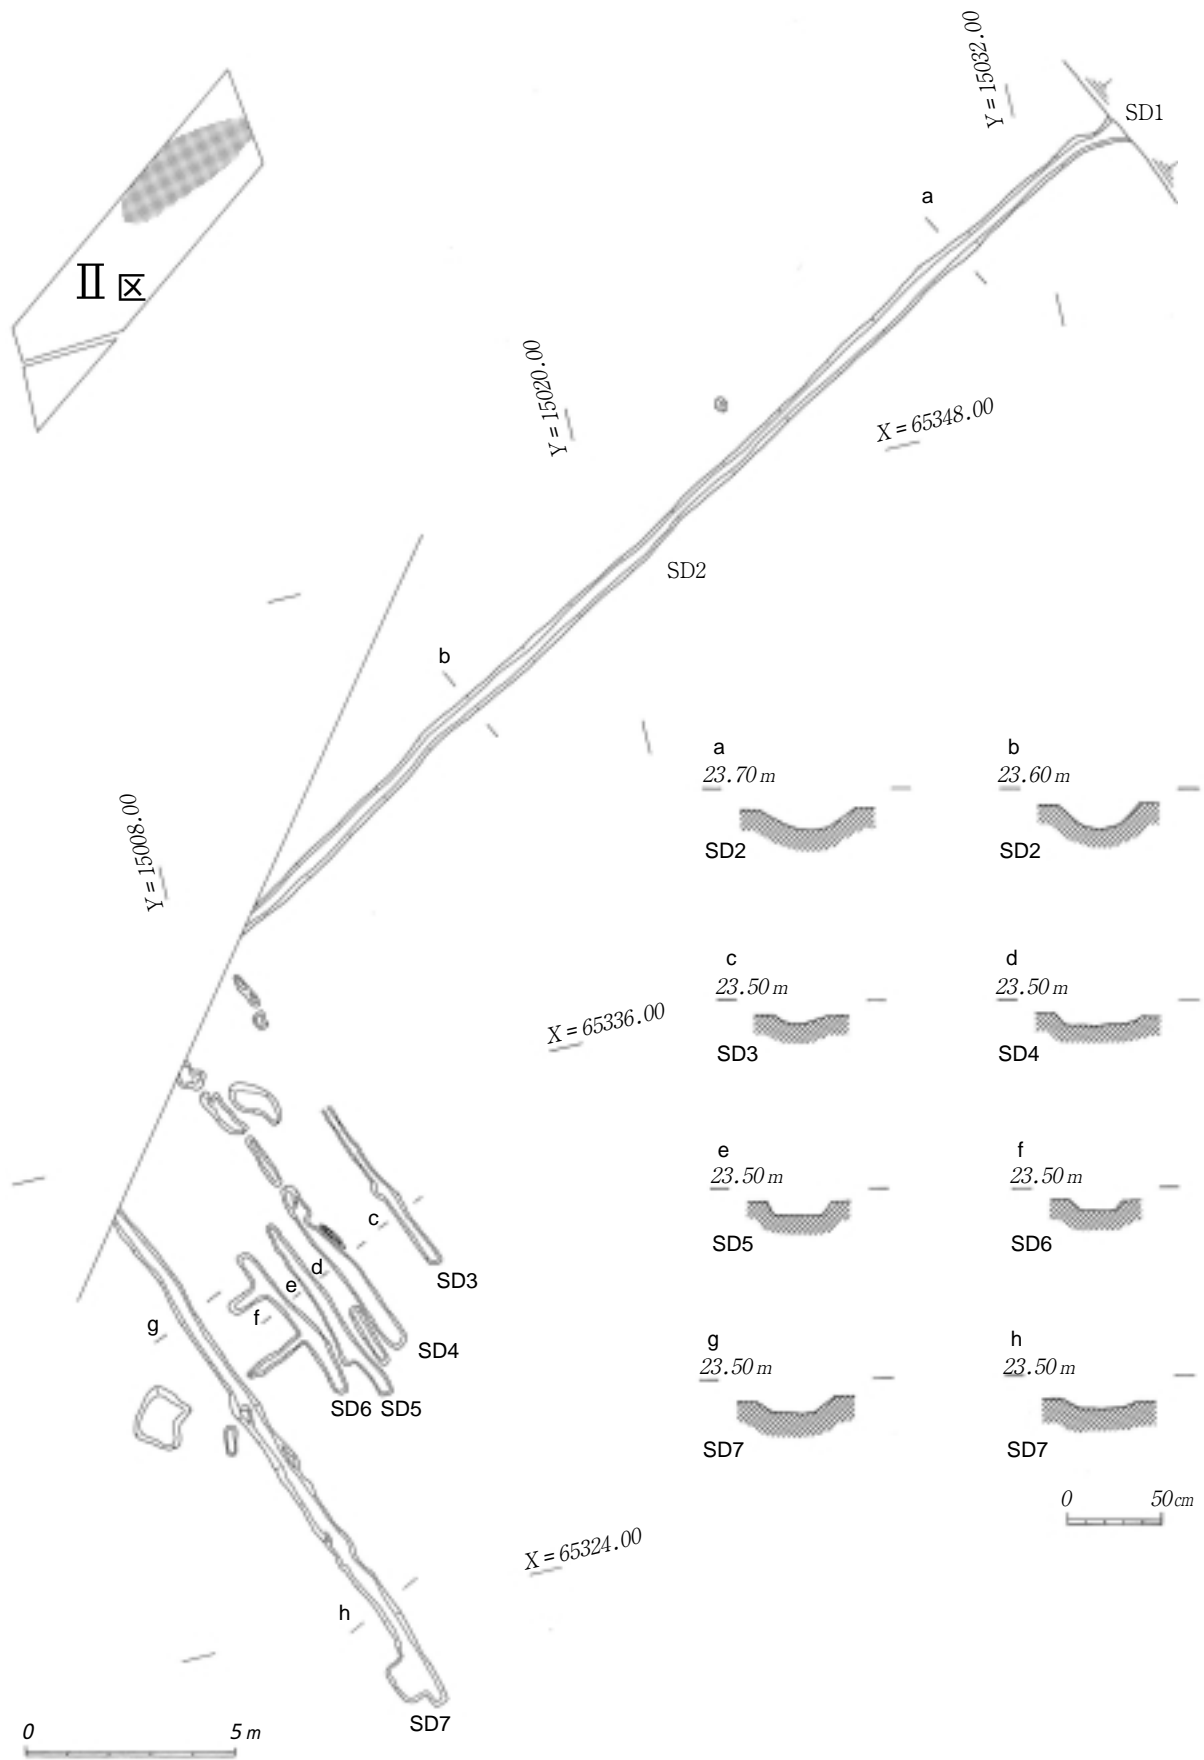 Y = 15032.00
SD1
a
Ⅱ 区
Y = 15020.00
X = 65348.00
SD2
b
a
23.70 m
SD2
b
23.60 m
SD2
Y = 15008.00
c
23.50 m
SD3
d
23.50 m
SD4
X = 65336.00
e
23.50 m
SD5
f
23.50 m
SD6
c
SD3
d
e
f
g
SD4
SD6 SD5
g
23.50 m
SD7
h
23.50 m
SD7
0 50cm
X = 65324.00
h
SD7
0 5 m